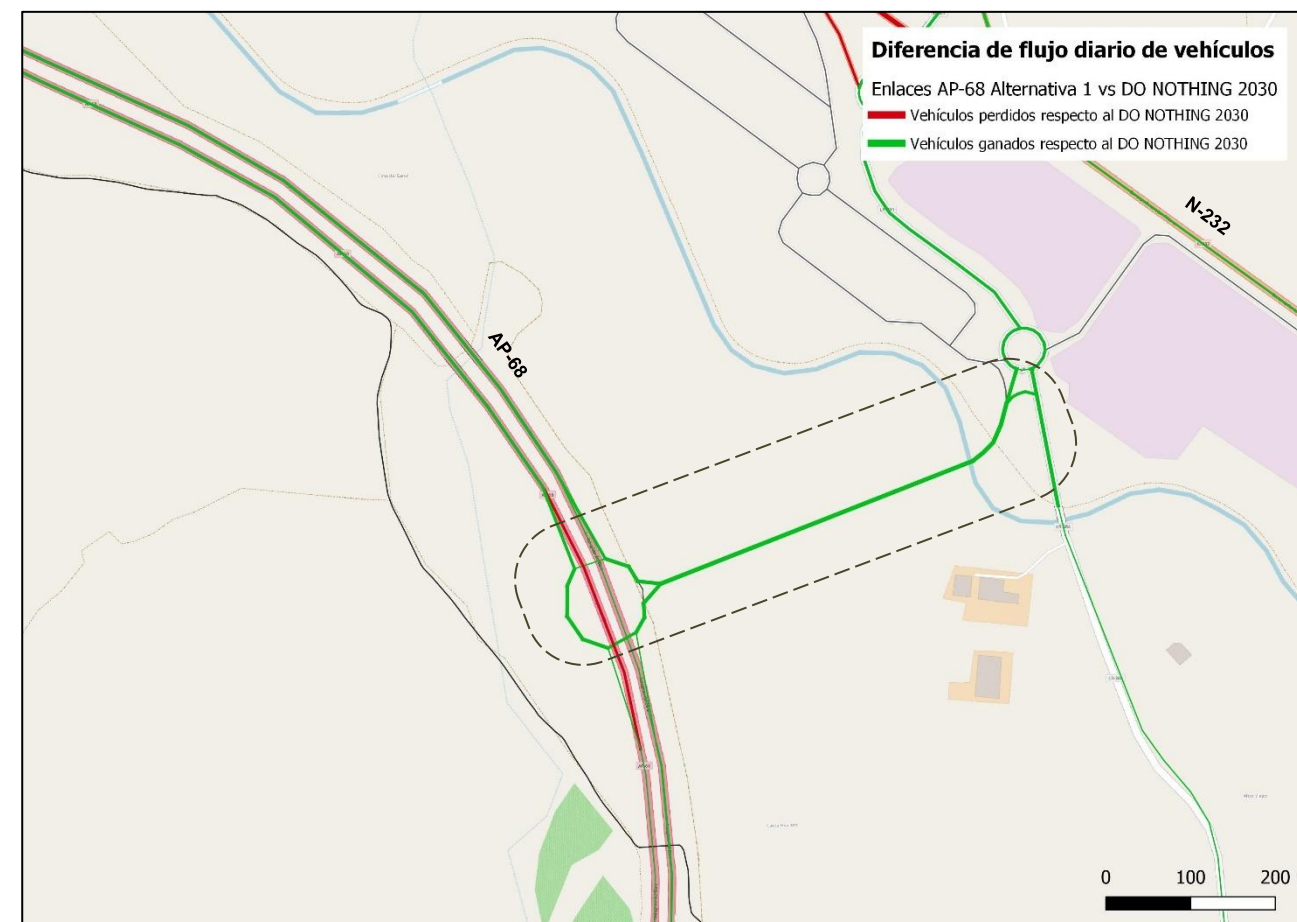 Diferencia de flujo diario de vehículos
Enlaces AP-68 Alternativa 1 vs DO NOTHING 2030
Vehículos perdidos respecto al DO NOTHING 2030
Vehículos ganados respecto al DO NOTHING 2030
N-232
AP-68
0 100 200